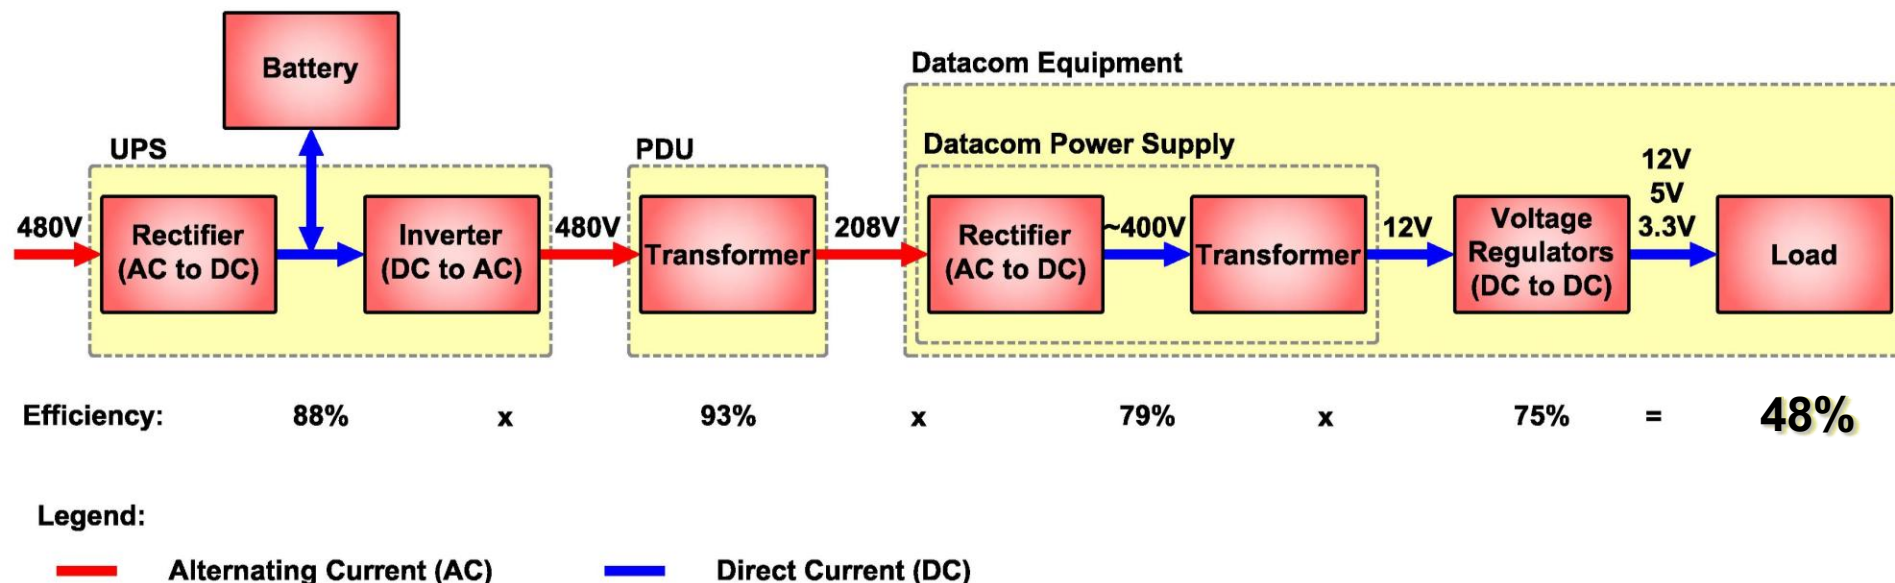 Battery
Datacom Equipment
UPS
PDU
Datacom Power Supply
480V
Rectifier
(AC to DC)
Inverter
(DC to AC)
480V
Transformer
208V
Rectifier
(AC to DC)
~400V
Transformer
12V
Voltage
Regulators
(DC to DC)
12V
5V
3.3V
Load
Efficiency: 88% x 93% x 79% x 75% = 48%
Legend:
Alternating Current (AC) Direct Current (DC)